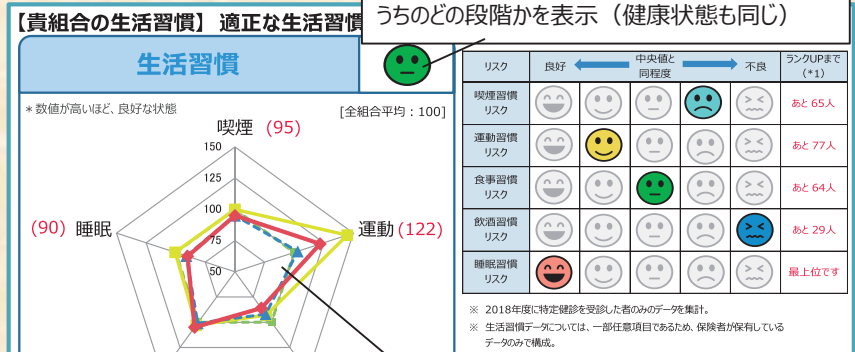 うちのどの段階かを表示（健康状態も同じ）
【貴組合の生活習慣】 適正な生活習慣
生活習慣
＊数値が高いほど、良好な状態
[全組合平均：100]
喫煙 (95)
150
125
100
75
50
(90) 睡眠
運動 (122)
リスク
良好
中央値と
同程度
不良
ランクUPまで
（*1）
喫煙習慣
リスク
あと 65人
運動習慣
リスク
あと 77人
食事習慣
リスク
あと 64人
飲酒習慣
リスク
あと 29人
睡眠習慣
リスク
最上位です
※ 2018年度に特定健診を受診した者のみのデータを集計。
※ 生活習慣データについては、一部任意項目であるため、保険者が保有している
データのみで構成。